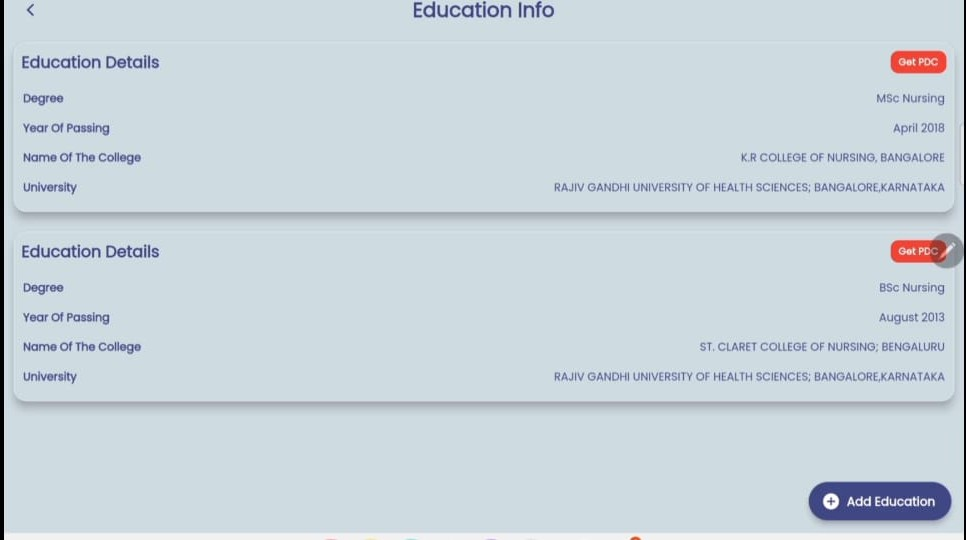 Education Info
Education Details Get PDC
Degree MSc Nursing
Year Of Passing April 2018
Name Of The College K.R COLLEGE OF NURSING, BANGALORE
University RAJIV GANDHI UNIVERSITY OF HEALTH SCIENCES; BANGALORE,KARNATAKA
Education Details Get PDC
Degree BSc Nursing
Year Of Passing August 2013
Name Of The College ST. CLARET COLLEGE OF NURSING; BENGALURU
University RAJIV GANDHI UNIVERSITY OF HEALTH SCIENCES; BANGALORE,KARNATAKA
Add Education